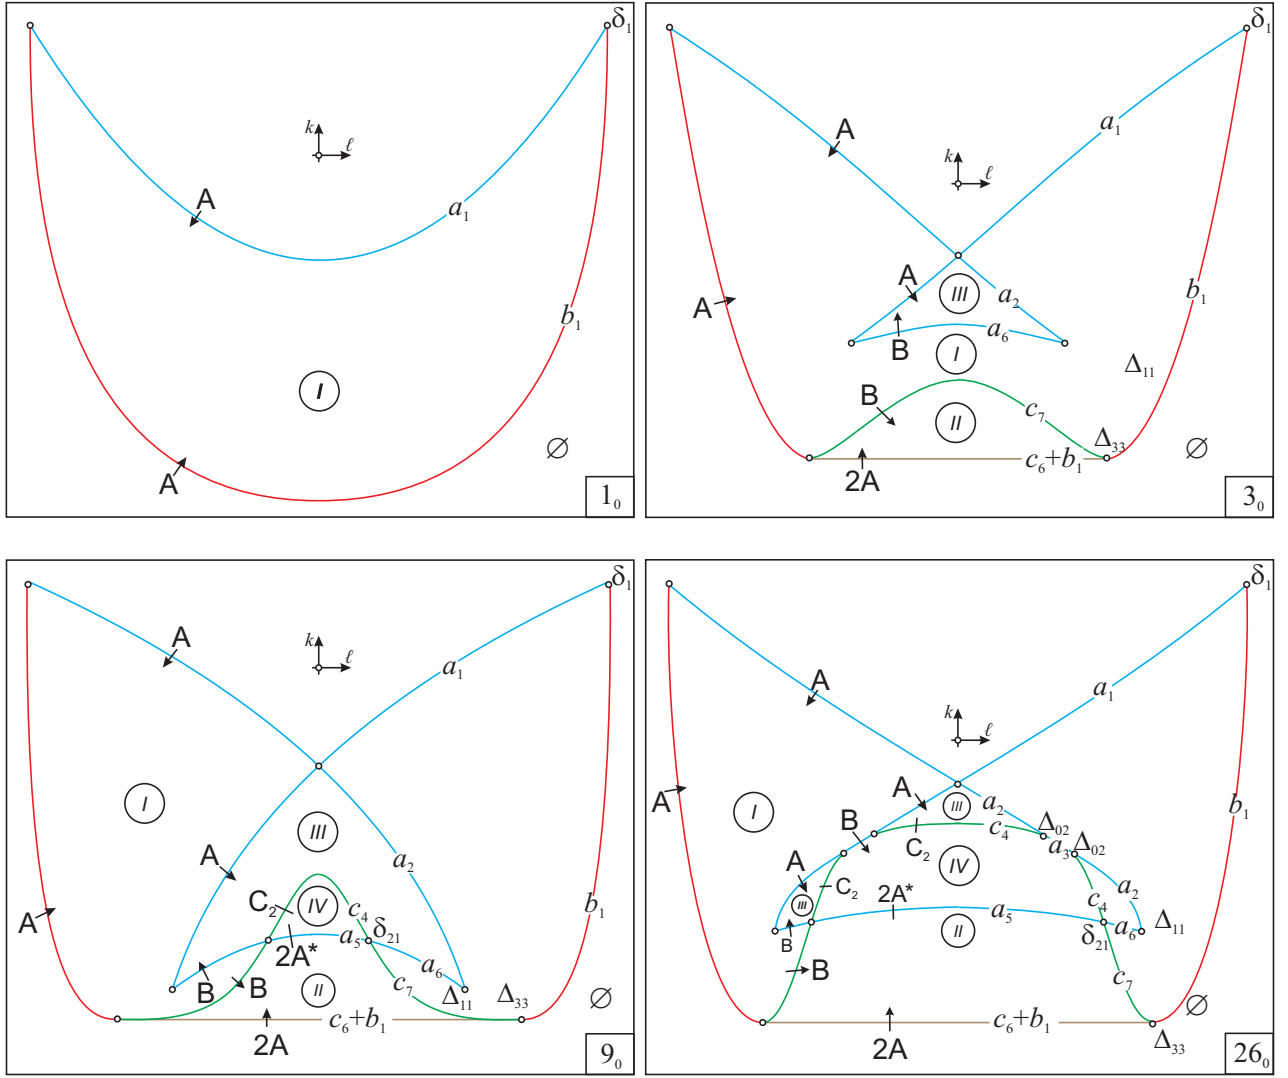 δ₁
k
ℓ
A
a₁
b₁
I
∅
A
1₀
δ₁
A
a₁
k
ℓ
A
III
a₂
b₁
A
a₆
B
I
Δ₁₁
B
c₇
II
Δ₃₃
∅
c₆+b₁
2A
3₀
δ₁
A
k
ℓ
a₁
I
III
A
a₂
C₂
IV
c₄
b₁
A
a₅
δ₂₁
2A*
a₆
B
B
II
c₇
Δ₁₁
Δ₃₃
∅
c₆+b₁
2A
9₀
δ₁
A
a₁
k
ℓ
A
A
III
a₂
b₁
I
B
c₄
Δ₀₂
C₂
a₃
Δ₀₂
A
IV
C₂
2A*
a₂
III
c₄
a₅
B
II
δ₂₁
a₆
Δ₁₁
B
c₇
∅
c₆+b₁
2A
Δ₃₃
26₀